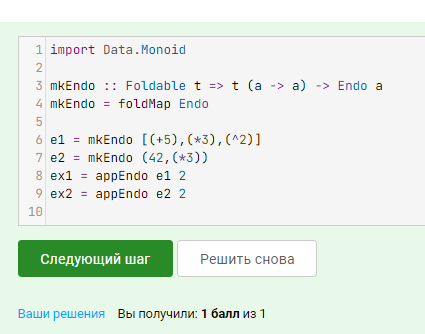 1 import Data.Monoid
2
3 mkEndo :: Foldable t => t (a -> a) -> Endo a
4 mkEndo = foldMap Endo
5
6 e1 = mkEndo [(+5),(*3),(^2)]
7 e2 = mkEndo (42,(*3))
8 ex1 = appEndo e1 2
9 ex2 = appEndo e2 2
10
Следующий шаг Решить снова
Ваши решения Вы получили: 1 балл из 1